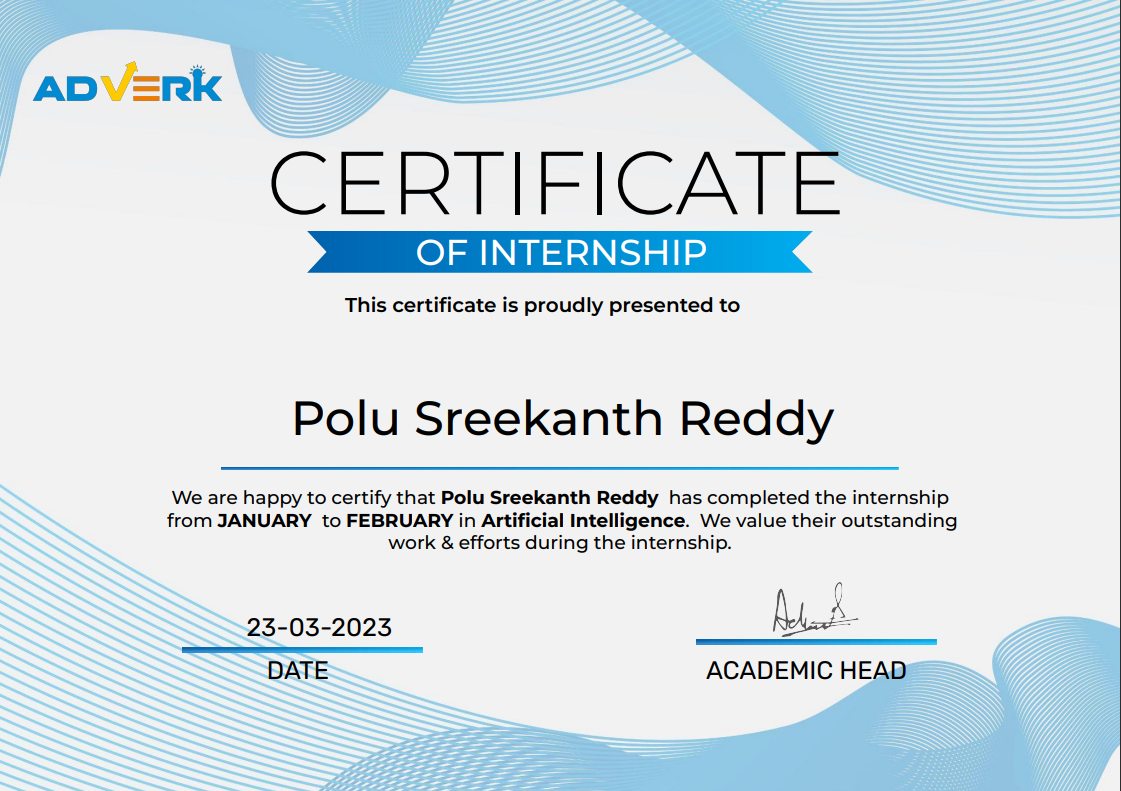 ADVERK
CERTIFICATE
OF INTERNSHIP
This certificate is proudly presented to
Polu Sreekanth Reddy
We are happy to certify that Polu Sreekanth Reddy has completed the internship
from JANUARY to FEBRUARY in Artificial Intelligence. We value their outstanding
work & efforts during the internship.
23-03-2023
DATE
ACADEMIC HEAD